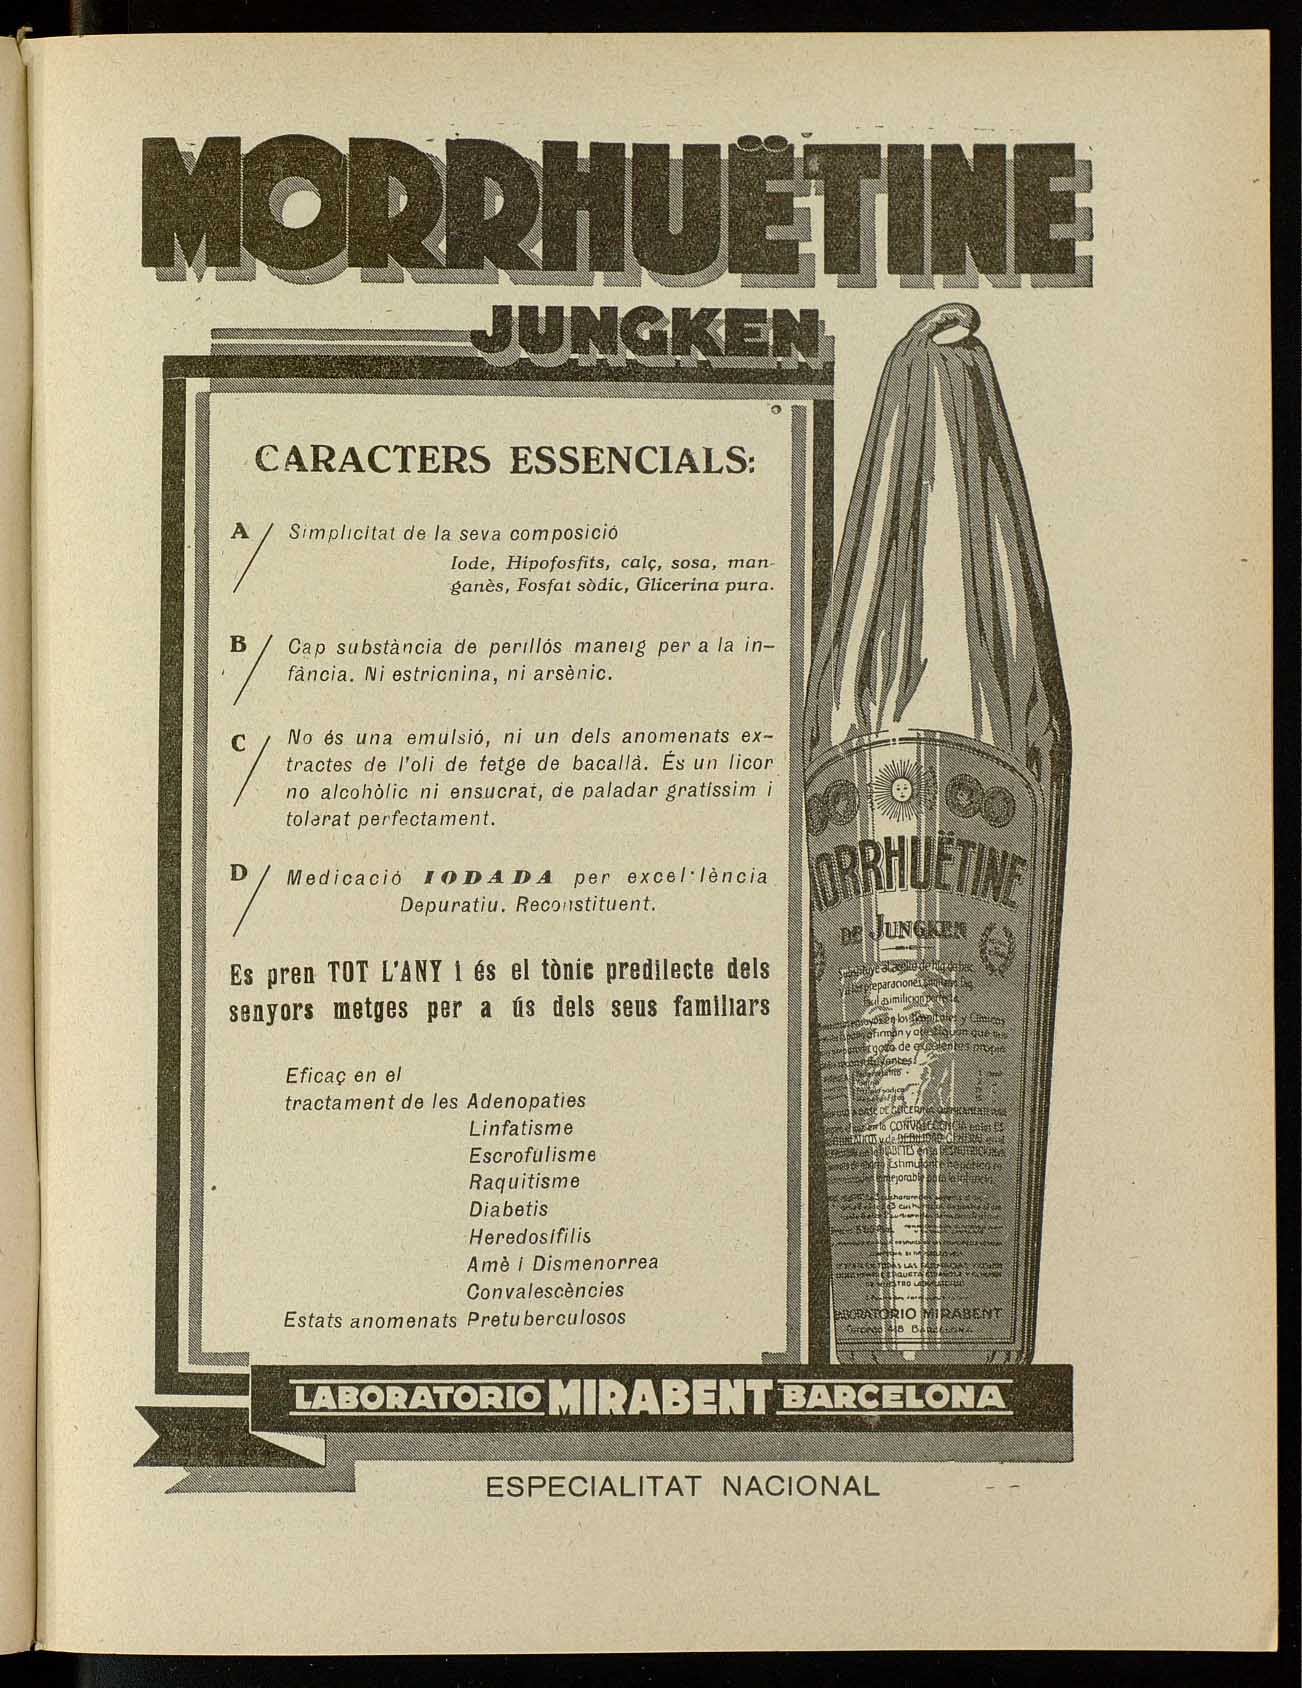 MORRHUËTINE
JUNGKEN
CARACTERS ESSENCIALS:
A/ Simplicitat de la seva composició
Iode, Hipofosfits, calç, sosa, man-
ganès, Fosfat sòdic, Glicerina pura.
B/ Cap substància de perillós maneig per a la in-
fància. Ni estricnina, ni arsènic.
C/ No és una emulsió, ni un dels anomenats ex-
tractes de l'oli de fetge de bacallà. És un licor
no alcohòlic ni ensucrat, de paladar gratíssim i
tolerat perfectament.
D/ Medicació IODADA per excel·lència
Depuratiu. Reconstituent.
Es pren TOT L'ANY i és el tònic predilecte dels
senyors metges per a ús dels seus familiars
Eficaç en el
tractament de les Adenopaties
Linfatisme
Escrofulisme
Raquitisme
Diabetis
Heredosífilis
Amè i Dismenorrea
Convalescències
Estats anomenats Pretuberculosos
MORRHUËTINE
DE JUNGKEN
LABORATORIO MIRABENT
LABORATORIO MIRABENT BARCELONA
ESPECIALITAT NACIONAL